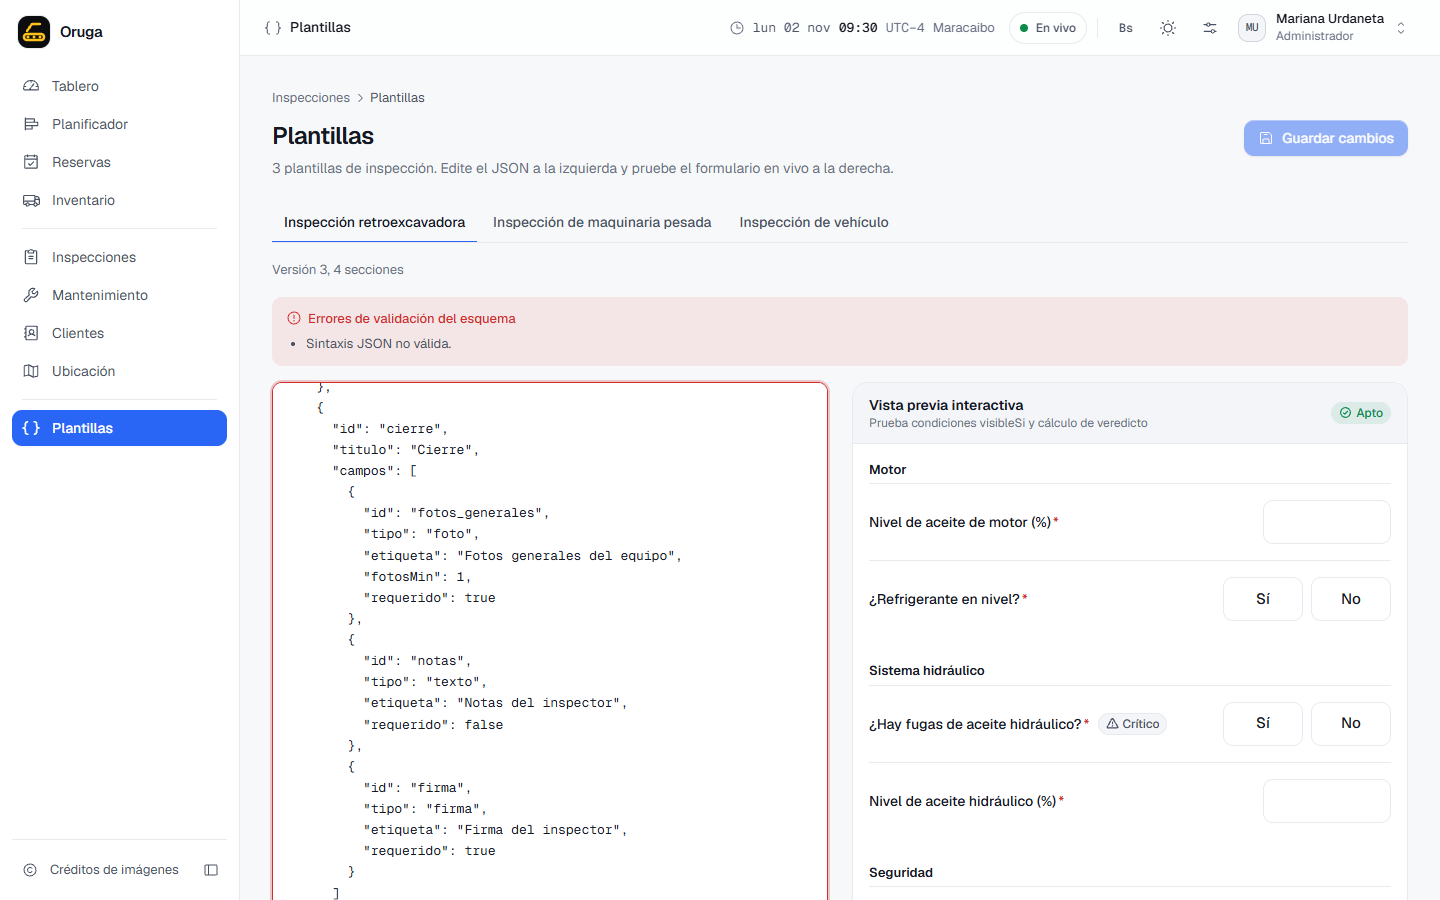 Oruga
Tablero
Planificador
Reservas
Inventario
Inspecciones
Mantenimiento
Clientes
Ubicación
{ } Plantillas
Créditos de imágenes
{ } Plantillas
lun 02 nov 09:30 UTC−4 Maracaibo
En vivo
Bs
MU
Mariana Urdaneta
Administrador
Inspecciones > Plantillas
Plantillas
3 plantillas de inspección. Edite el JSON a la izquierda y pruebe el formulario en vivo a la derecha.
Guardar cambios
Inspección retroexcavadora
Inspección de maquinaria pesada
Inspección de vehículo
Versión 3, 4 secciones
Errores de validación del esquema
• Sintaxis JSON no válida.
},
{
"id": "cierre",
"titulo": "Cierre",
"campos": [
{
"id": "fotos_generales",
"tipo": "foto",
"etiqueta": "Fotos generales del equipo",
"fotosMin": 1,
"requerido": true
},
{
"id": "notas",
"tipo": "texto",
"etiqueta": "Notas del inspector",
"requerido": false
},
{
"id": "firma",
"tipo": "firma",
"etiqueta": "Firma del inspector",
"requerido": true
}
]
Vista previa interactiva
Prueba condiciones visibleSi y cálculo de veredicto
Apto
Motor
Nivel de aceite de motor (%)*
¿Refrigerante en nivel?*
Sí
No
Sistema hidráulico
¿Hay fugas de aceite hidráulico?*
Crítico
Sí
No
Nivel de aceite hidráulico (%)*
Seguridad